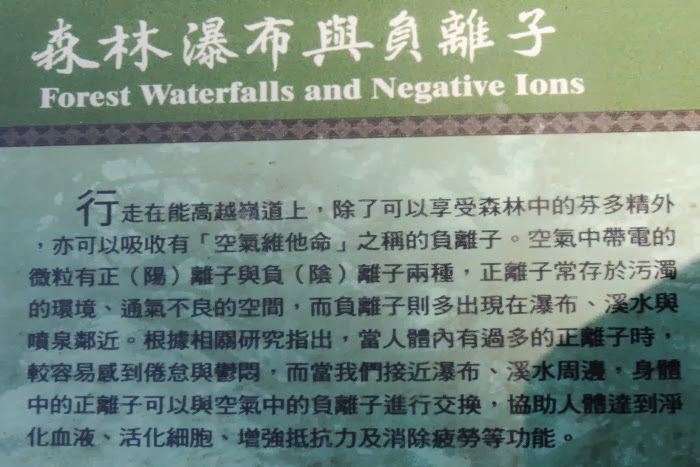 森林瀑布與負離子
Forest Waterfalls and Negative Ions
行走在能高越嶺道上，除了可以享受森林中的芬多精外
，亦可以吸收有「空氣維他命」之稱的負離子。空氣中帶電的
微粒有正（陽）離子與負（陰）離子兩種，正離子常存於污濁
的環境、通氣不良的空間，而負離子則多出現在瀑布、溪水與
噴泉鄰近。根據相關研究指出，當人體內有過多的正離子時，
較容易感到倦怠與鬱悶，而當我們接近瀑布、溪水周邊，身體
中的正離子可以與空氣中的負離子進行交換，協助人體達到淨
化血液、活化細胞、增強抵抗力及消除疲勞等功能。